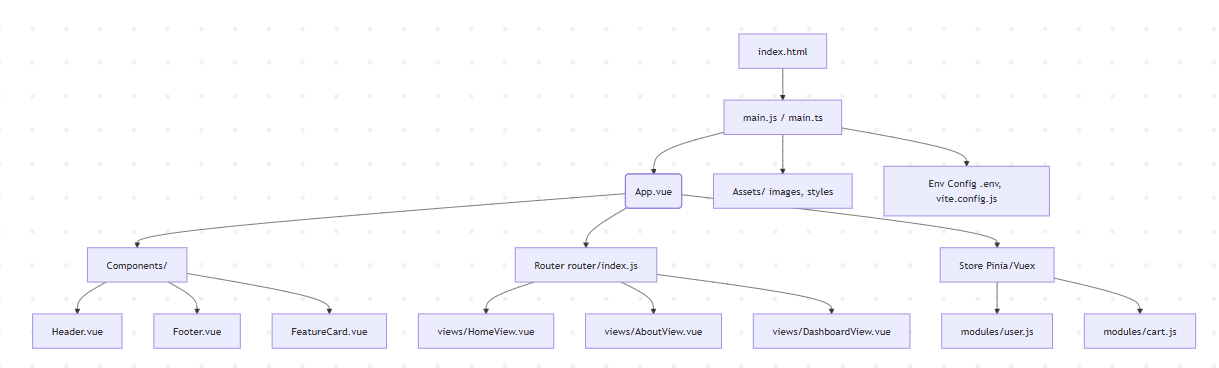 index.html
main.js / main.ts
App.vue
Assets/ images, styles
Env Config .env,
vite.config.js
Components/
Router router/index.js
Store Pinia/Vuex
Header.vue
Footer.vue
FeatureCard.vue
views/HomeView.vue
views/AboutView.vue
views/DashboardView.vue
modules/user.js
modules/cart.js